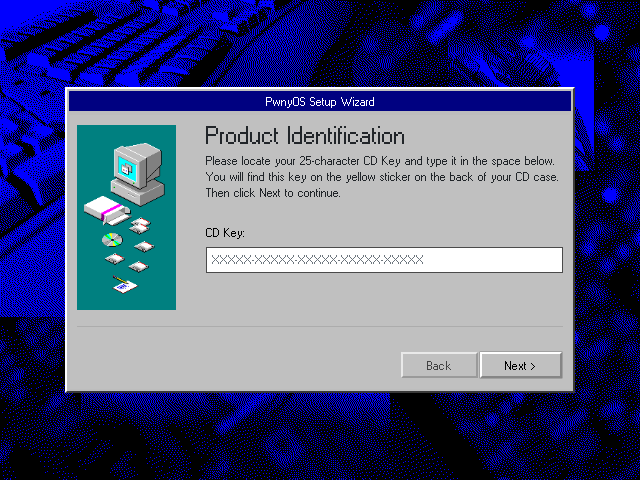 PwnyOS Setup Wizard
Product Identification
Please locate your 25-character CD Key and type it in the space below.
You will find this key on the yellow sticker on the back of your CD case.
Then click Next to continue.
CD Key:
XXXXX-XXXXX-XXXXX-XXXXX-XXXXX
Back
Next >